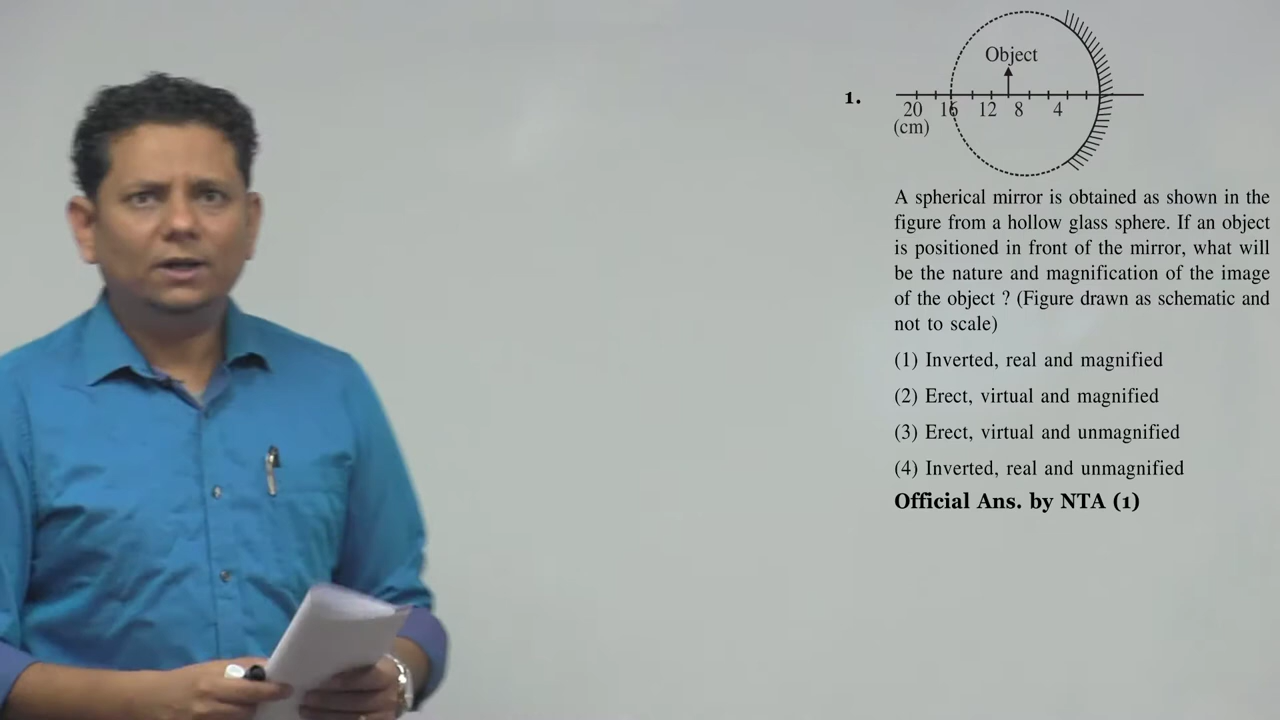 Object
1.
20 16 12 8 4
(cm)
A spherical mirror is obtained as shown in the
figure from a hollow glass sphere. If an object
is positioned in front of the mirror, what will
be the nature and magnification of the image
of the object ? (Figure drawn as schematic and
not to scale)
(1) Inverted, real and magnified
(2) Erect, virtual and magnified
(3) Erect, virtual and unmagnified
(4) Inverted, real and unmagnified
Official Ans. by NTA (1)